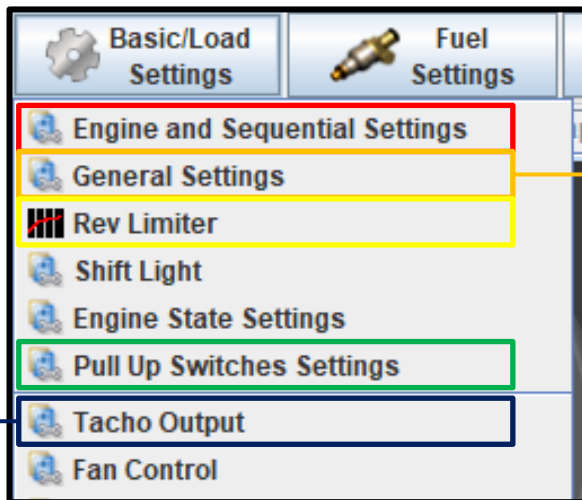 Basic/Load
Settings
Fuel
Settings
Engine and Sequential Settings
General Settings
Rev Limiter
Shift Light
Engine State Settings
Pull Up Switches Settings
Tacho Output
Fan Control